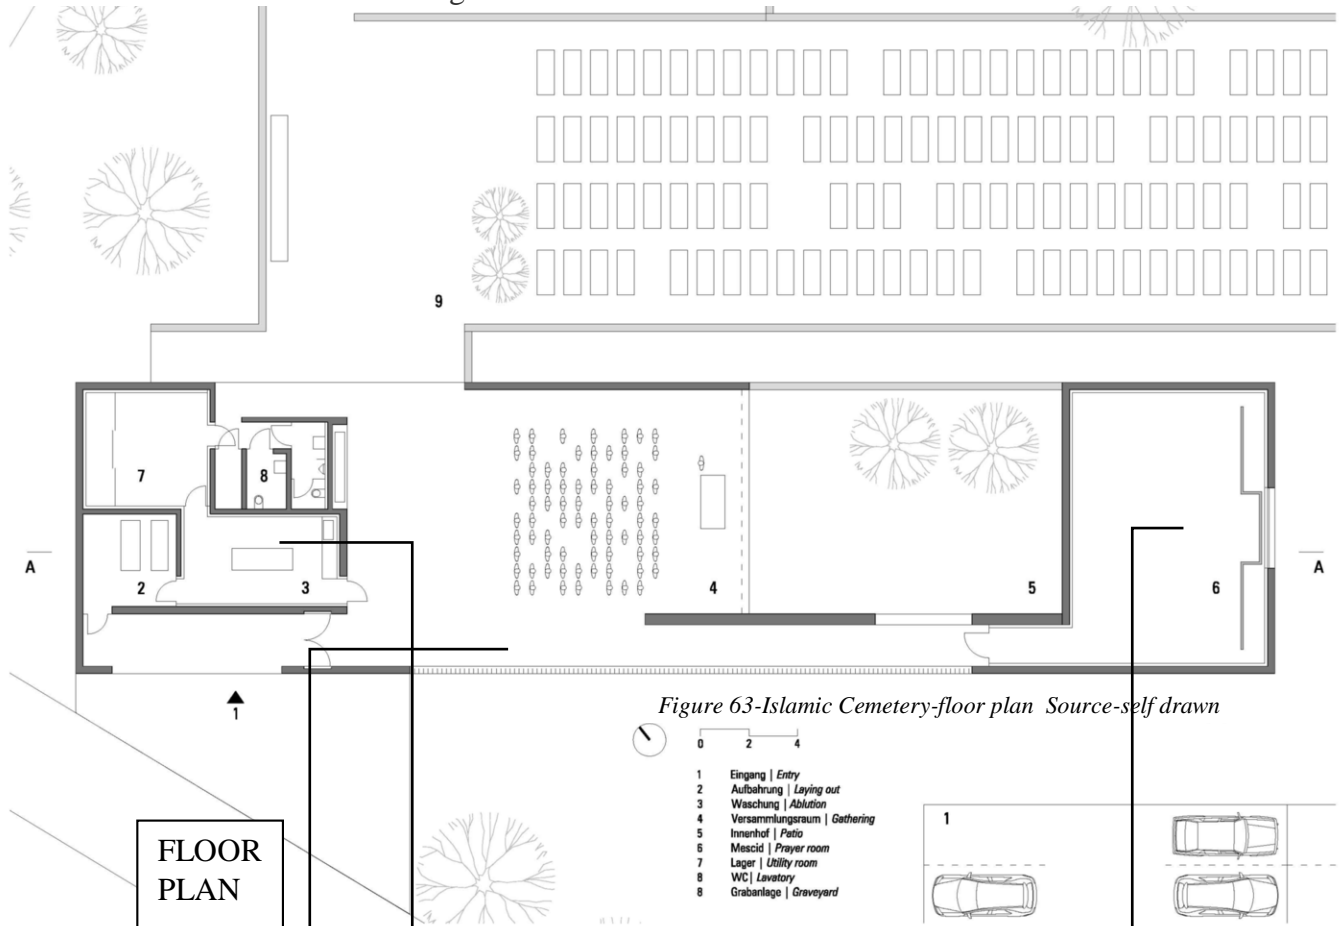 9
7
8
A
2
3
4
5
6
A
1
Figure 63-Islamic Cemetery-floor plan Source-self drawn
0 2 4
1 Eingang | Entry
2 Aufbahrung | Laying out
3 Waschung | Ablution
4 Versammlungsraum | Gathering
5 Innenhof | Patio
6 Mescid | Prayer room
7 Lager | Utility room
8 WC | Lavatory
8 Grabanlage | Graveyard
1
FLOOR
PLAN